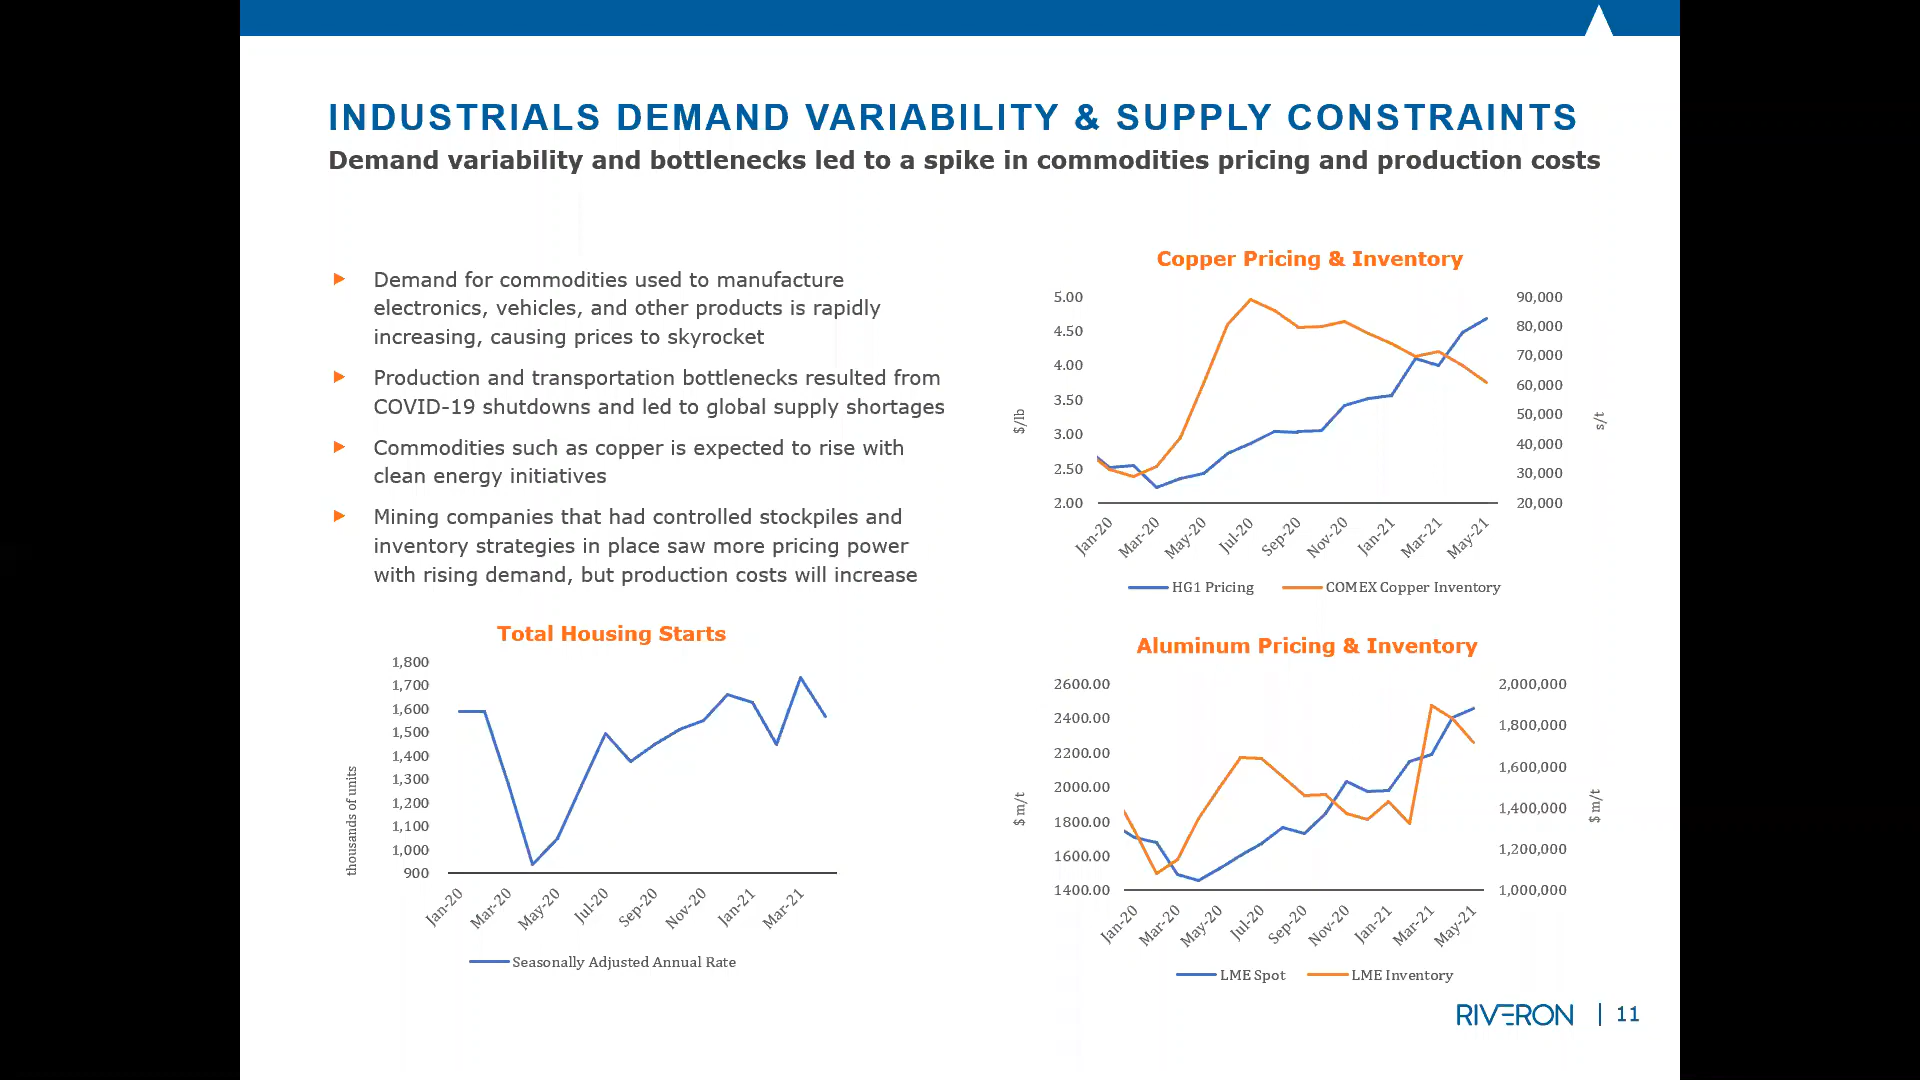 INDUSTRIALS DEMAND VARIABILITY & SUPPLY CONSTRAINTS
Demand variability and bottlenecks led to a spike in commodities pricing and production costs
Demand for commodities used to manufacture
electronics, vehicles, and other products is rapidly
increasing, causing prices to skyrocket
Production and transportation bottlenecks resulted from
COVID-19 shutdowns and led to global supply shortages
Commodities such as copper is expected to rise with
clean energy initiatives
Mining companies that had controlled stockpiles and
inventory strategies in place saw more pricing power
with rising demand, but production costs will increase
Total Housing Starts
1,800
1,700
1,600
1,500
1,400
1,300
1,200
1,100
1,000
900
thousands of units
Jan-20 Mar-20 May-20 Jul-20 Sep-20 Nov-20 Jan-21 Mar-21
Seasonally Adjusted Annual Rate
Copper Pricing & Inventory
5.00 90,000
4.50 80,000
4.00 70,000
3.50 60,000
3.00 50,000
2.50 40,000
2.00 30,000
20,000
$/lb
s/t
Jan-20 Mar-20 May-20 Jul-20 Sep-20 Nov-20 Jan-21 Mar-21 May-21
HG1 Pricing COMEX Copper Inventory
Aluminum Pricing & Inventory
2600.00 2,000,000
2400.00 1,800,000
2200.00 1,600,000
2000.00 1,400,000
1800.00 1,200,000
1600.00 1,000,000
1400.00
$ m/t
$ m/t
Jan-20 Mar-20 May-20 Jul-20 Sep-20 Nov-20 Jan-21 Mar-21 May-21
LME Spot LME Inventory
RIVERON | 11